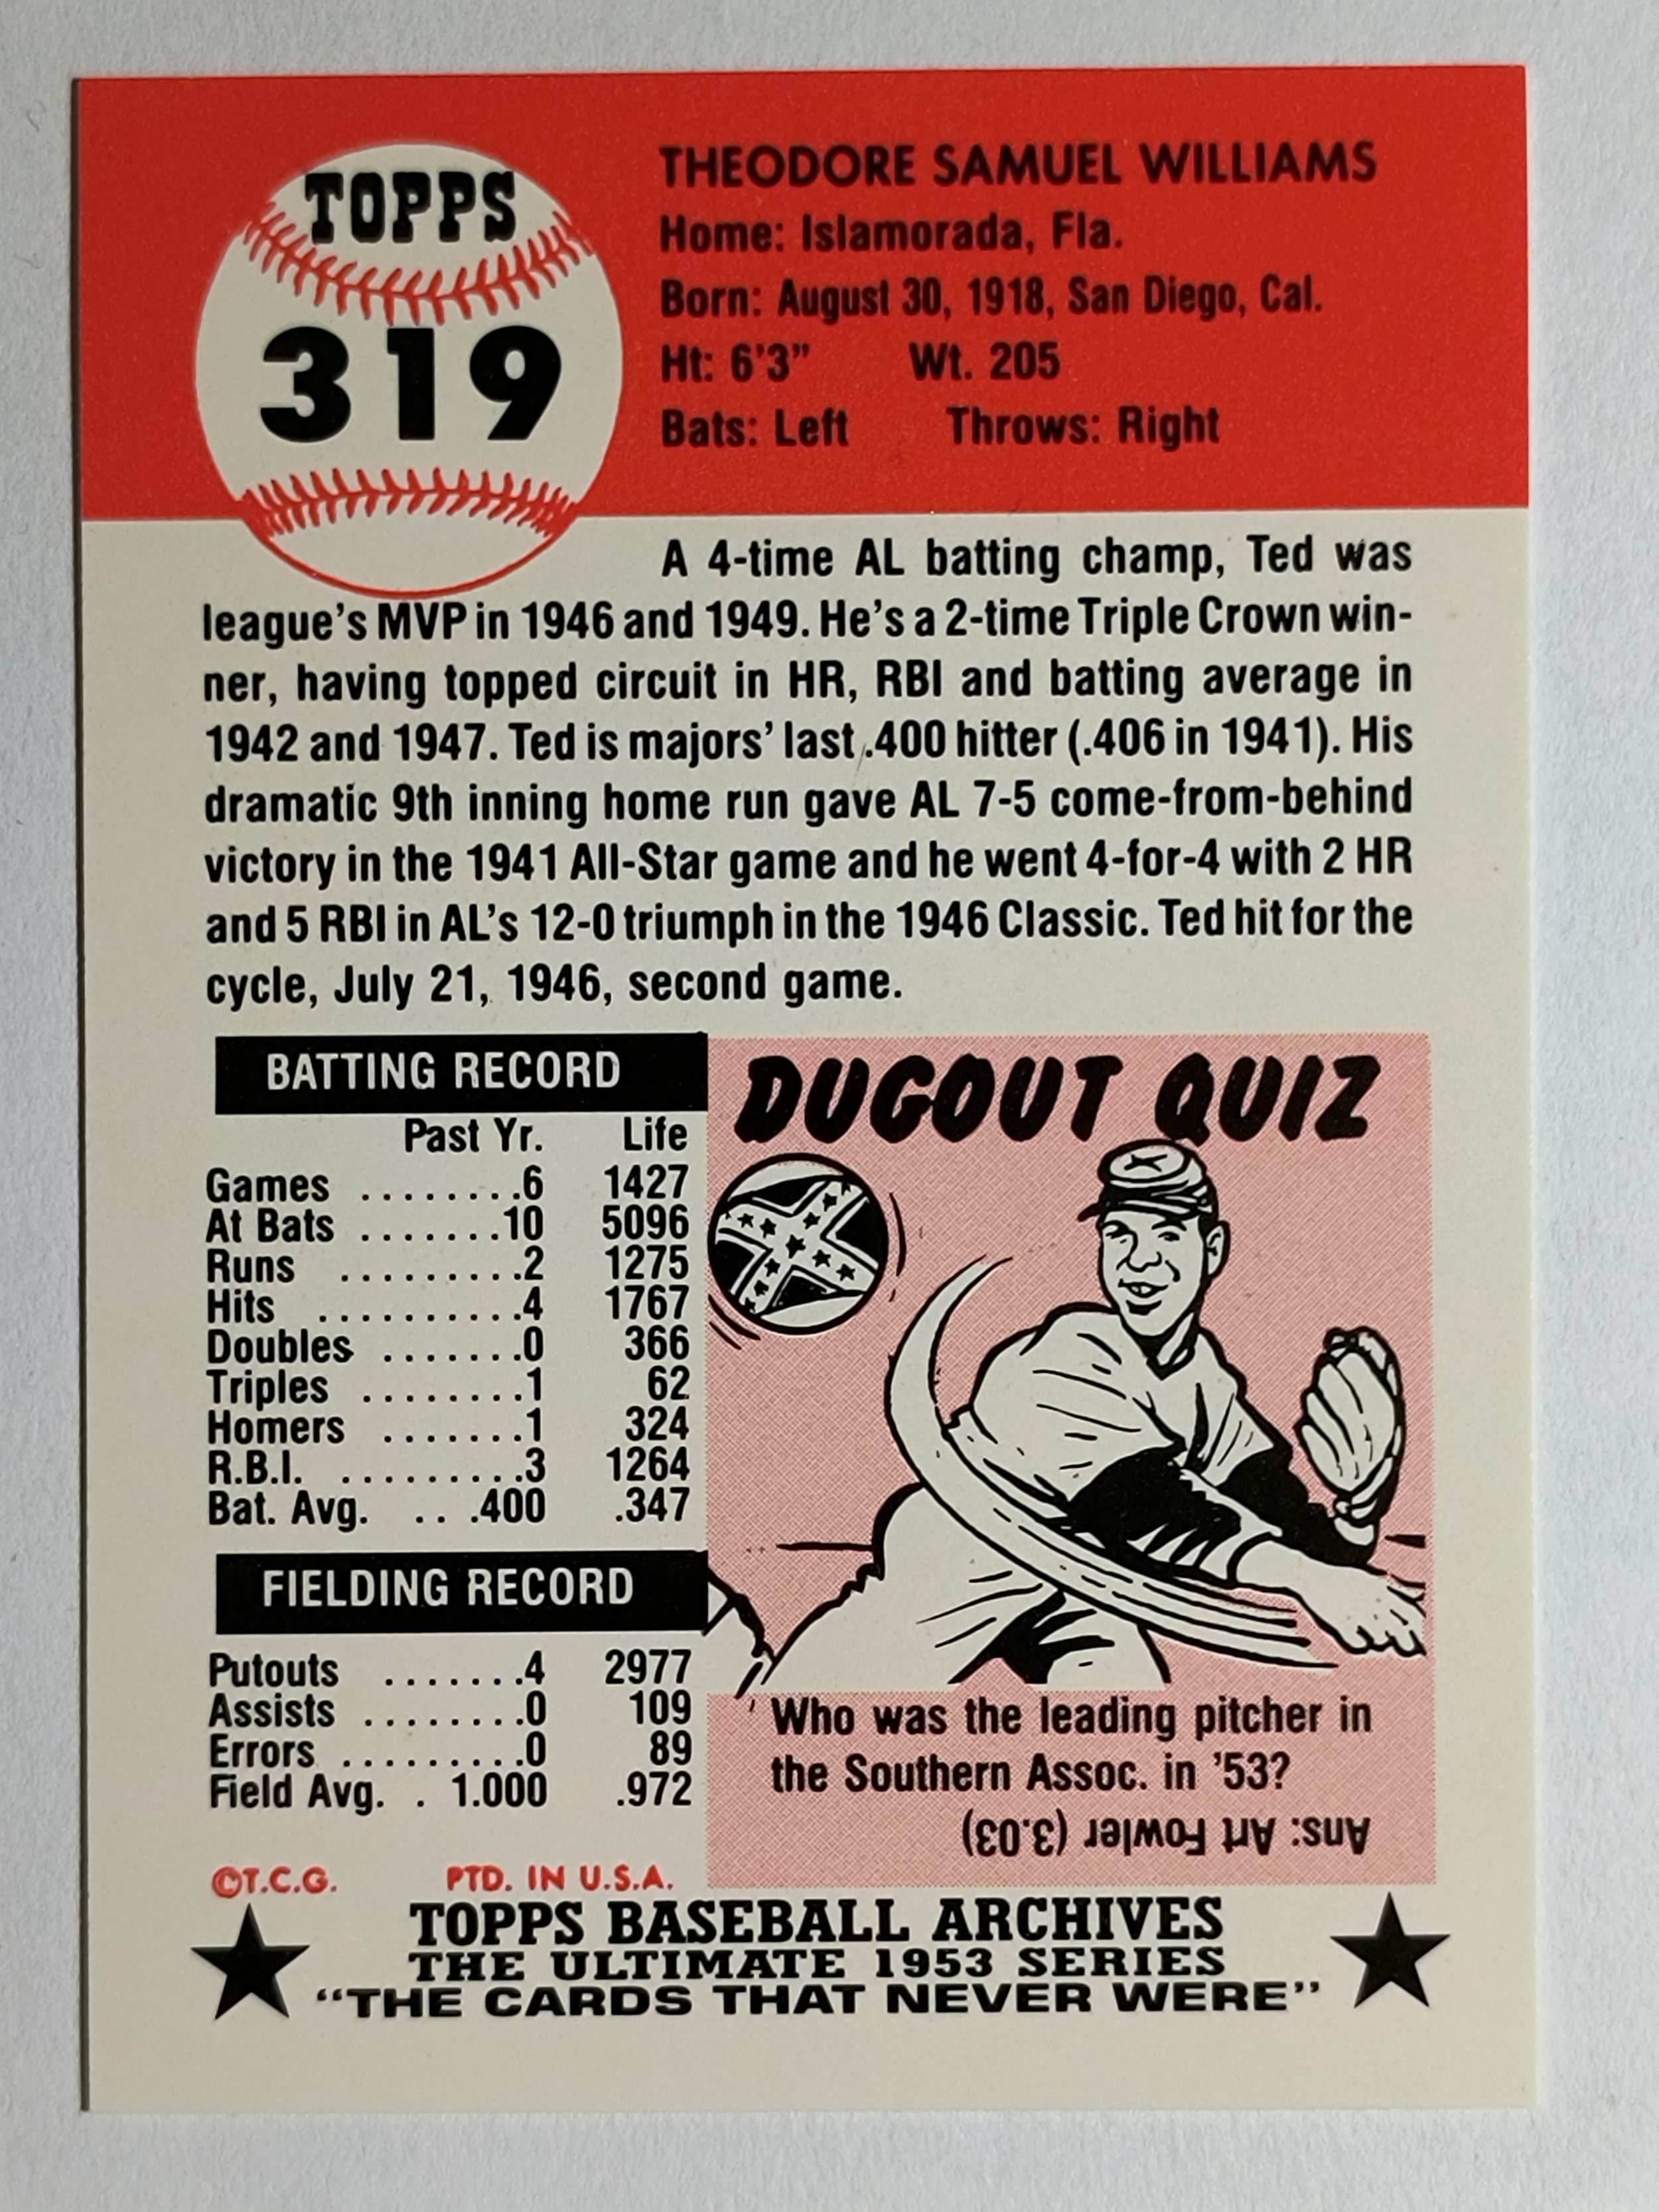 TOPPS
319
THEODORE SAMUEL WILLIAMS
Home: Islamorada, Fla.
Born: August 30, 1918, San Diego, Cal.
Ht: 6'3" Wt. 205
Bats: Left Throws: Right
A 4-time AL batting champ, Ted was
league's MVP in 1946 and 1949. He's a 2-time Triple Crown win-
ner, having topped circuit in HR, RBI and batting average in
1942 and 1947. Ted is majors' last .400 hitter (.406 in 1941). His
dramatic 9th inning home run gave AL 7-5 come-from-behind
victory in the 1941 All-Star game and he went 4-for-4 with 2 HR
and 5 RBI in AL's 12-0 triumph in the 1946 Classic. Ted hit for the
cycle, July 21, 1946, second game.
BATTING RECORD
Past Yr. Life
Games ........6 1427
At Bats .......10 5096
Runs .........2 1275
Hits ..........4 1767
Doubles .......0 366
Triples ........1 62
Homers .......1 324
R.B.I. .........3 1264
Bat. Avg. .. .400 .347
FIELDING RECORD
Putouts .......4 2977
Assists ........0 109
Errors .........0 89
Field Avg. . 1.000 .972
DUGOUT QUIZ
Who was the leading pitcher in
the Southern Assoc. in '53?
Ans: Art Fowler (3.03)
©T.C.G. PTD. IN U.S.A.
TOPPS BASEBALL ARCHIVES
THE ULTIMATE 1953 SERIES
"THE CARDS THAT NEVER WERE"